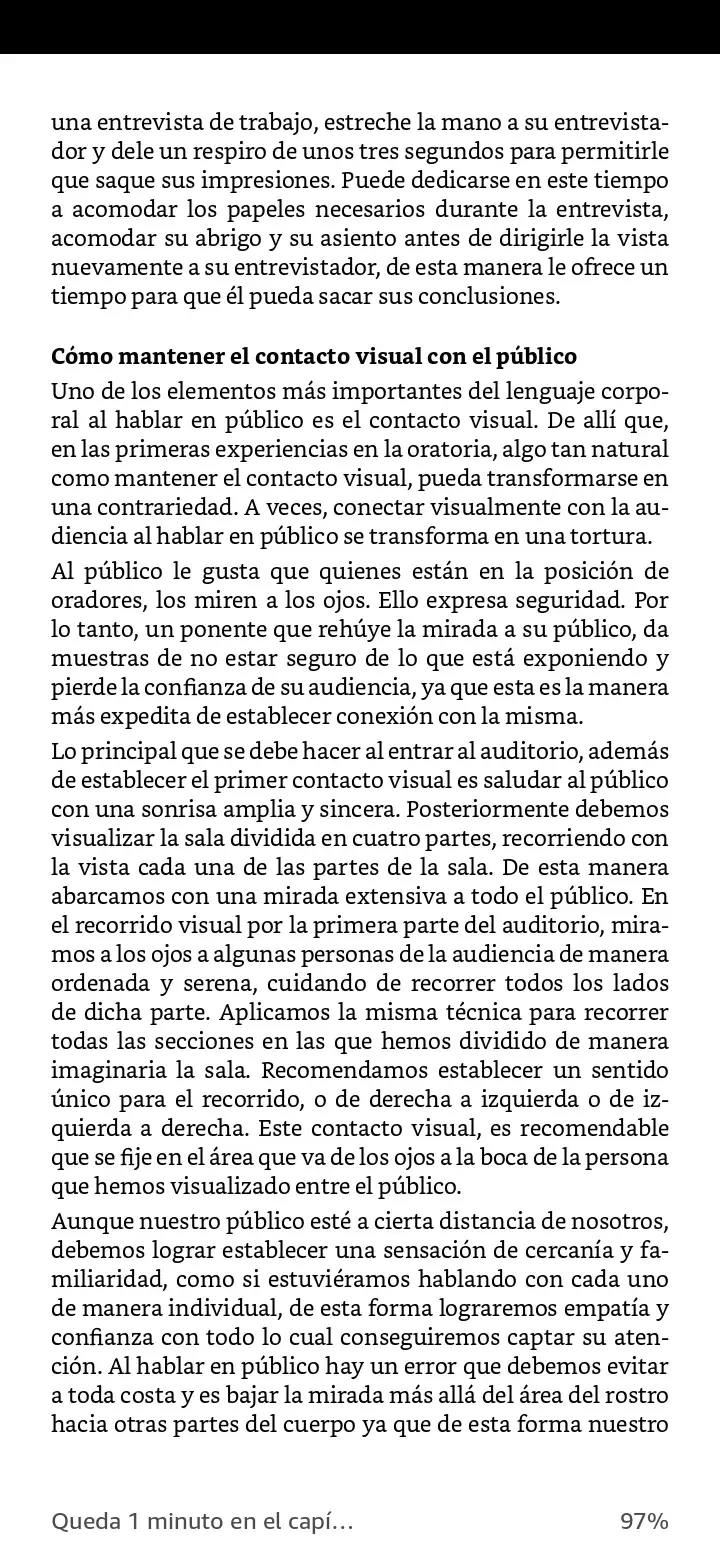 una entrevista de trabajo, estreche la mano a su entrevista-
dor y dele un respiro de unos tres segundos para permitirle
que saque sus impresiones. Puede dedicarse en este tiempo
a acomodar los papeles necesarios durante la entrevista,
acomodar su abrigo y su asiento antes de dirigirle la vista
nuevamente a su entrevistador, de esta manera le ofrece un
tiempo para que él pueda sacar sus conclusiones.
Cómo mantener el contacto visual con el público
Uno de los elementos más importantes del lenguaje corpo-
ral al hablar en público es el contacto visual. De allí que,
en las primeras experiencias en la oratoria, algo tan natural
como mantener el contacto visual, pueda transformarse en
una contrariedad. A veces, conectar visualmente con la au-
diencia al hablar en público se transforma en una tortura.
Al público le gusta que quienes están en la posición de
oradores, los miren a los ojos. Ello expresa seguridad. Por
lo tanto, un ponente que rehúye la mirada a su público, da
muestras de no estar seguro de lo que está exponiendo y
pierde la confianza de su audiencia, ya que esta es la manera
más expedita de establecer conexión con la misma.
Lo principal que se debe hacer al entrar al auditorio, además
de establecer el primer contacto visual es saludar al público
con una sonrisa amplia y sincera. Posteriormente debemos
visualizar la sala dividida en cuatro partes, recorriendo con
la vista cada una de las partes de la sala. De esta manera
abarcamos con una mirada extensiva a todo el público. En
el recorrido visual por la primera parte del auditorio, mira-
mos a los ojos a algunas personas de la audiencia de manera
ordenada y serena, cuidando de recorrer todos los lados
de dicha parte. Aplicamos la misma técnica para recorrer
todas las secciones en las que hemos dividido de manera
imaginaria la sala. Recomendamos establecer un sentido
único para el recorrido, o de derecha a izquierda o de iz-
quierda a derecha. Este contacto visual, es recomendable
que se fije en el área que va de los ojos a la boca de la persona
que hemos visualizado entre el público.
Aunque nuestro público esté a cierta distancia de nosotros,
debemos lograr establecer una sensación de cercanía y fa-
miliaridad, como si estuviéramos hablando con cada uno
de manera individual, de esta forma lograremos empatía y
confianza con todo lo cual conseguiremos captar su aten-
ción. Al hablar en público hay un error que debemos evitar
a toda costa y es bajar la mirada más allá del área del rostro
hacia otras partes del cuerpo ya que de esta forma nuestro
Queda 1 minuto en el capí…
97%